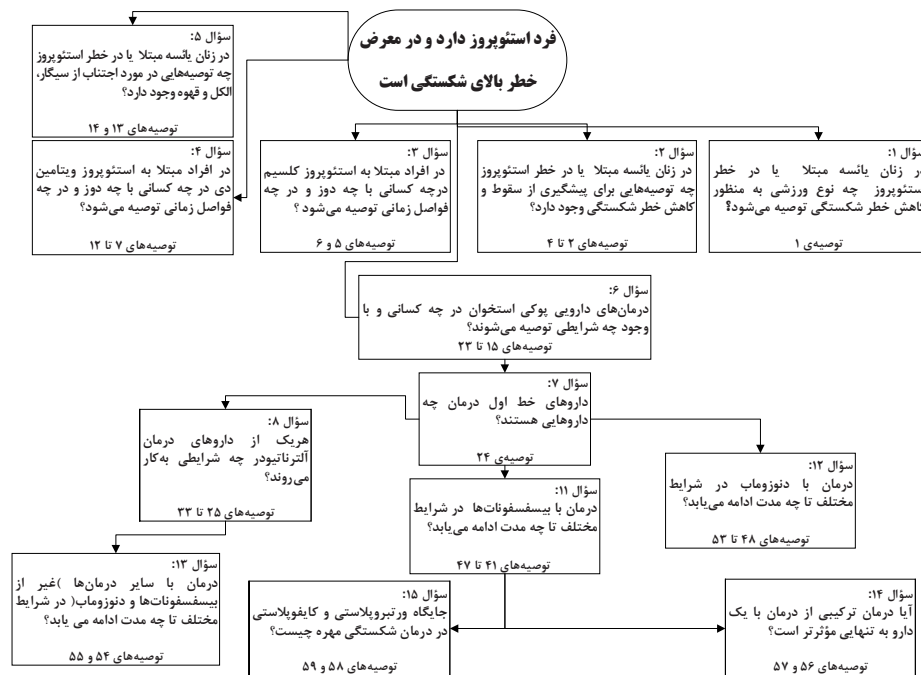 فرد استئوپروز دارد و در معرض
خطر بالای شکستگی است
سؤال ۵:
در زنان یائسه مبتلا یا در خطر استئوپروز
چه توصیه‌هایی در مورد اجتناب از سیگار،
الکل و قهوه وجود دارد؟
توصیه‌های ۱۳ و ۱۴
سؤال ۱:
در زنان یائسه مبتلا یا در خطر
استئوپروز چه نوع ورزشی به منظور
کاهش خطر شکستگی توصیه می‌شود؟
توصیه‌ی ۱
سؤال ۲:
در زنان یائسه مبتلا یا در خطر استئوپروز
چه توصیه‌هایی برای پیشگیری از سقوط و
کاهش خطر شکستگی وجود دارد؟
توصیه‌های ۲ تا ۴
سؤال ۳:
در افراد مبتلا به استئوپروز کلسیم
درچه کسانی با چه دوز و در چه
فواصل زمانی توصیه می‌شود ؟
توصیه‌های ۵ و ۶
سؤال ۴:
در افراد مبتلا به استئوپروز ویتامین
دی در چه کسانی با چه دوز و در چه
فواصل زمانی توصیه می‌شود؟
توصیه‌های ۷ تا ۱۲
سؤال ۶:
درمان‌های دارویی پوکی استخوان در چه کسانی و با
وجود چه شرایطی توصیه می‌شوند؟
توصیه‌های ۱۵ تا ۲۳
سؤال ۷:
داروهای خط اول درمان چه
داروهایی هستند؟
توصیه‌ی ۲۴
سؤال ۸:
هریک از داروهای درمان
آلترناتیودر چه شرایطی به‌کار
می‌روند؟
توصیه‌های ۲۵ تا ۳۳
سؤال ۱۲:
درمان با دنوزوماب در شرایط
مختلف تا چه مدت ادامه می‌یابد؟
توصیه‌های ۴۸ تا ۵۳
سؤال ۱۱:
درمان با بیسفسفونات‌ها در شرایط
مختلف تا چه مدت ادامه می‌یابد؟
توصیه‌های ۴۱ تا ۴۷
سؤال ۱۳:
درمان با سایر درمان‌ها )غیر از
بیسفسفونات‌ها و دنوزوماب( در شرایط
مختلف تا چه مدت ادامه می یابد؟
توصیه‌های ۵۴ و ۵۵
سؤال ۱۴:
آیا درمان ترکیبی از درمان با یک
دارو به تنهایی مؤثرتر است؟
توصیه‌های ۵۶ و ۵۷
سؤال ۱۵:
جایگاه ورتبروپلاستی و کایفوپلاستی
در درمان شکستگی مهره چیست؟
توصیه‌های ۵۸ و ۵۹